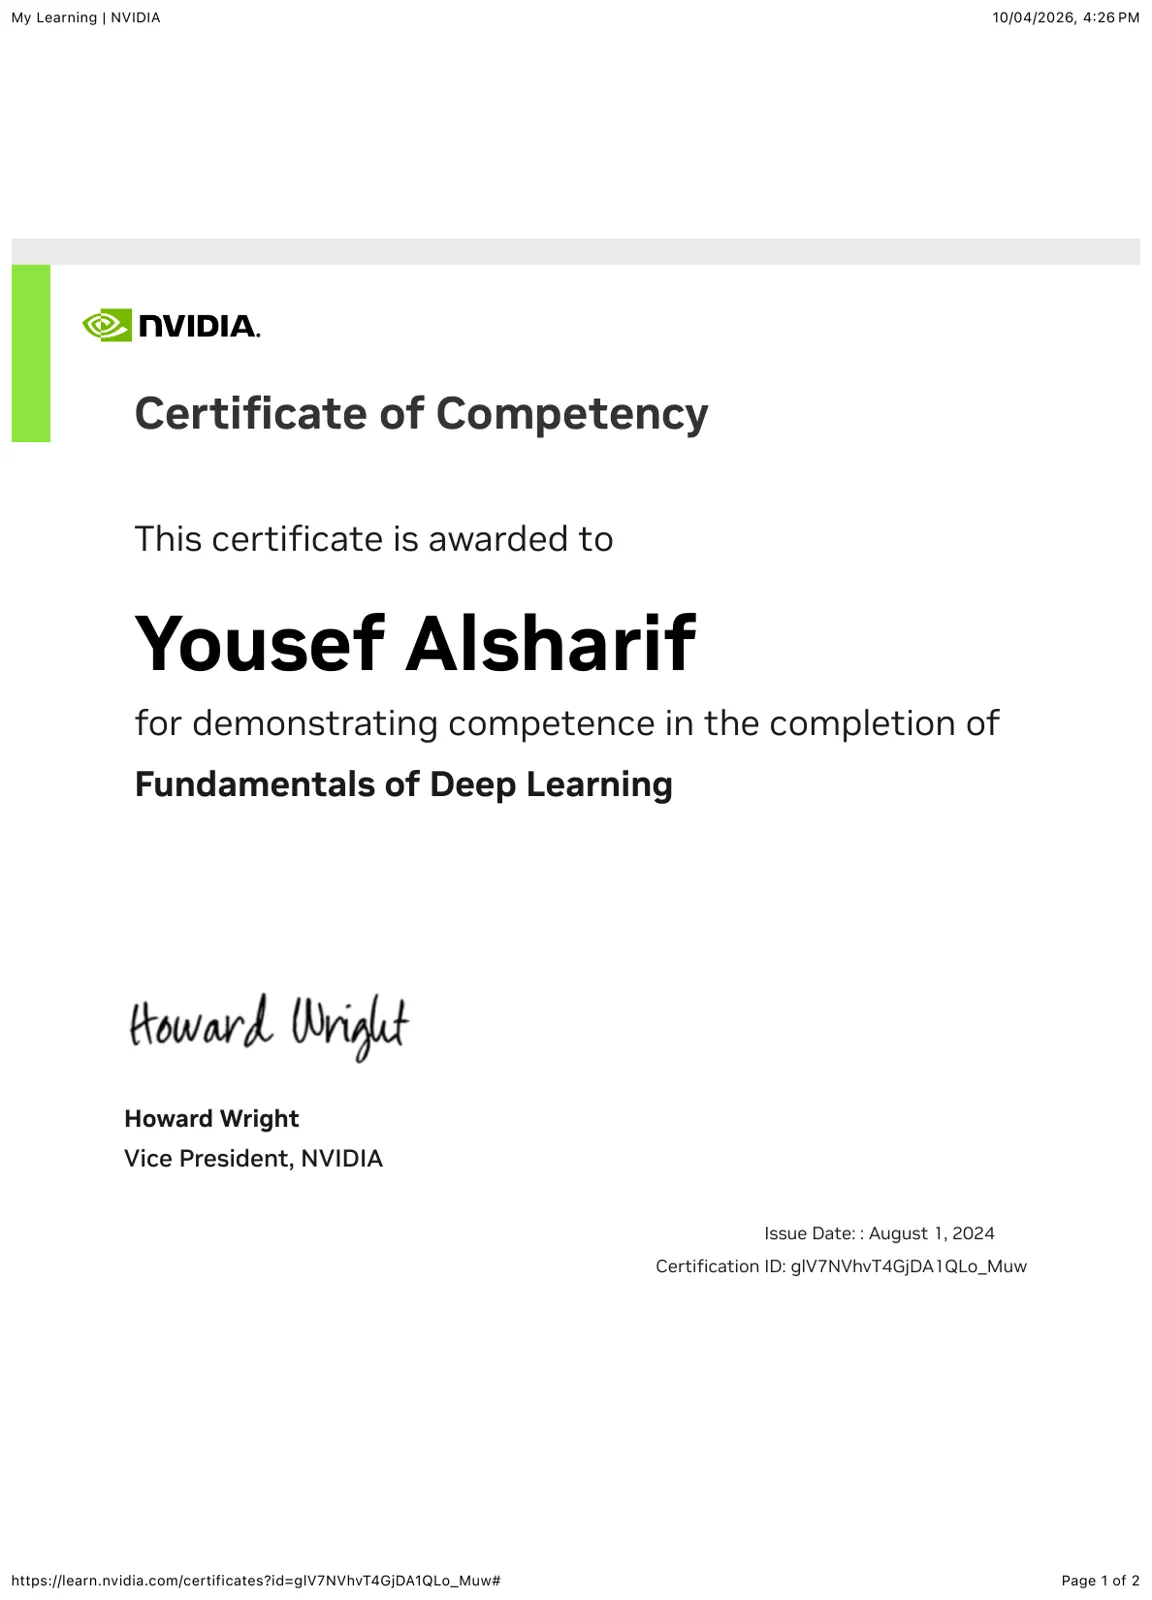 My Learning | NVIDIA
10/04/2026, 4:26 PM
NVIDIA.
Certificate of Competency
This certificate is awarded to
Yousef Alsharif
for demonstrating competence in the completion of
Fundamentals of Deep Learning
Howard Wright
Howard Wright
Vice President, NVIDIA
Issue Date: : August 1, 2024
Certification ID: glV7NVhvT4GjDA1QLo_Muw
https://learn.nvidia.com/certificates?id=glV7NVhvT4GjDA1QLo_Muw#
Page 1 of 2